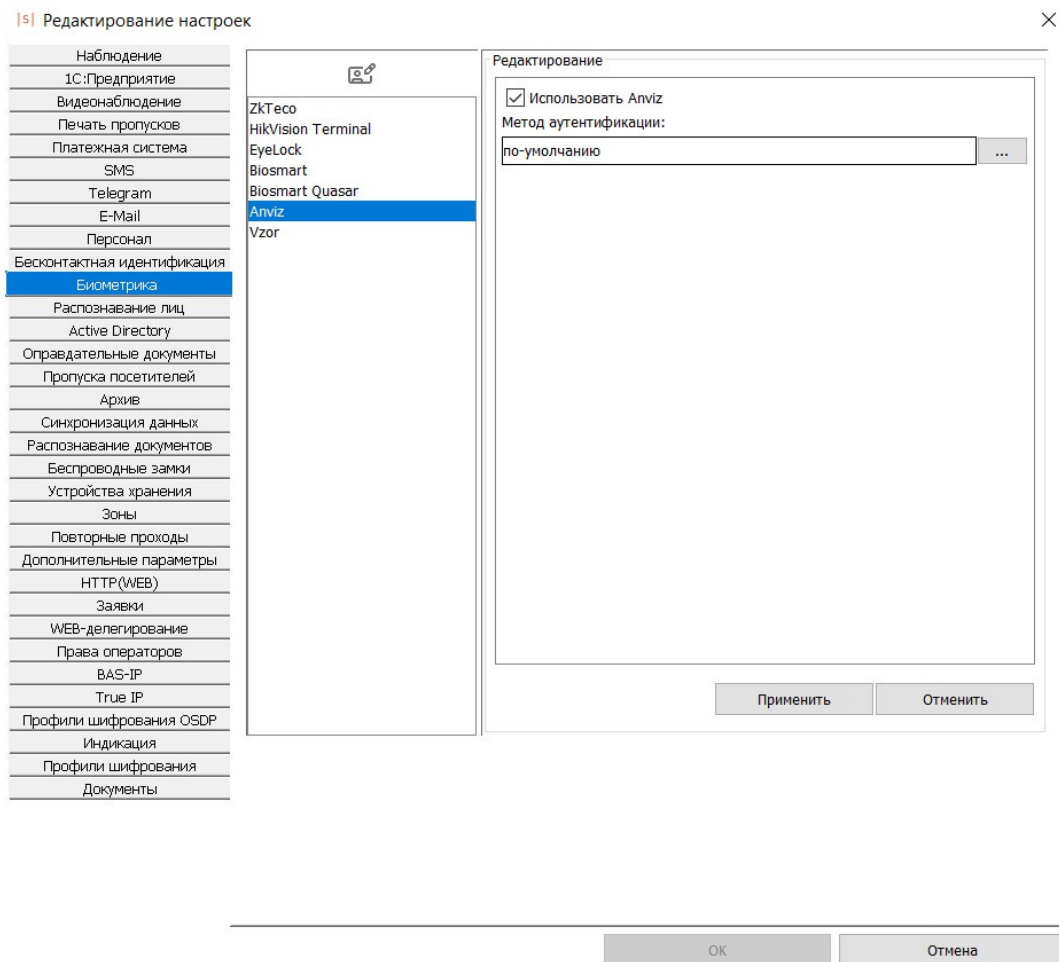 |s| Редактирование настроек
Наблюдение
1С:Предприятие
Видеонаблюдение
Печать пропусков
Платежная система
SMS
Telegram
E-Mail
Персонал
Бесконтактная идентификация
Биометрика
Распознавание лиц
Active Directory
Оправдательные документы
Пропуска посетителей
Архив
Синхронизация данных
Распознавание документов
Беспроводные замки
Устройства хранения
Зоны
Повторные проходы
Дополнительные параметры
HTTP(WEB)
Заявки
WEB-делегирование
Права операторов
BAS-IP
True IP
Профили шифрования OSDP
Индикация
Профили шифрования
Документы
ZkTeco
HikVision Terminal
EyeLock
Biosmart
Biosmart Quasar
Anviz
Vzor
Редактирование
Использовать Anviz
Метод аутентификации:
по-умолчанию
...
Применить
Отменить
OK
Отмена